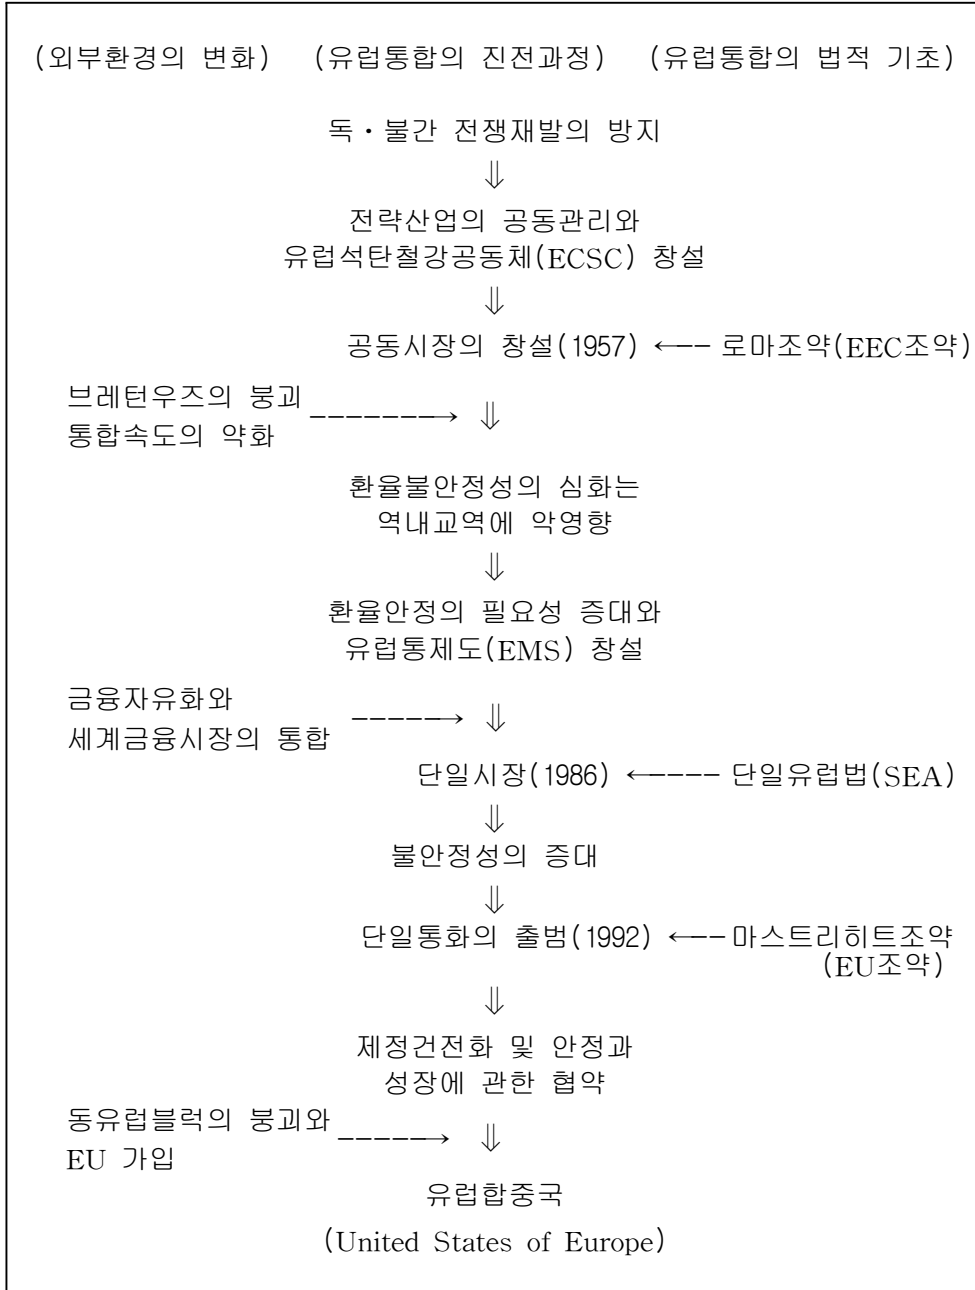 (외부환경의 변화) (유럽통합의 진전과정) (유럽통합의 법적 기초)
독·불간 전쟁재발의 방지
⇓
전략산업의 공동관리와
유럽석탄철강공동체(ECSC) 창설
⇓
공동시장의 창설(1957) ←-- 로마조약(EEC조약)
브레턴우즈의 붕괴
통합속도의 약화
-------→ ⇓
환율불안정성의 심화는
역내교역에 악영향
⇓
환율안정의 필요성 증대와
유럽통제도(EMS) 창설
금융자유화와
세계금융시장의 통합
-----→ ⇓
단일시장(1986) ←---- 단일유럽법(SEA)
⇓
불안정성의 증대
⇓
단일통화의 출범(1992) ←-- 마스트리히트조약
(EU조약)
⇓
제정건전화 및 안정과
성장에 관한 협약
동유럽블럭의 붕괴와
EU 가입
-----→ ⇓
유럽합중국
(United States of Europe)